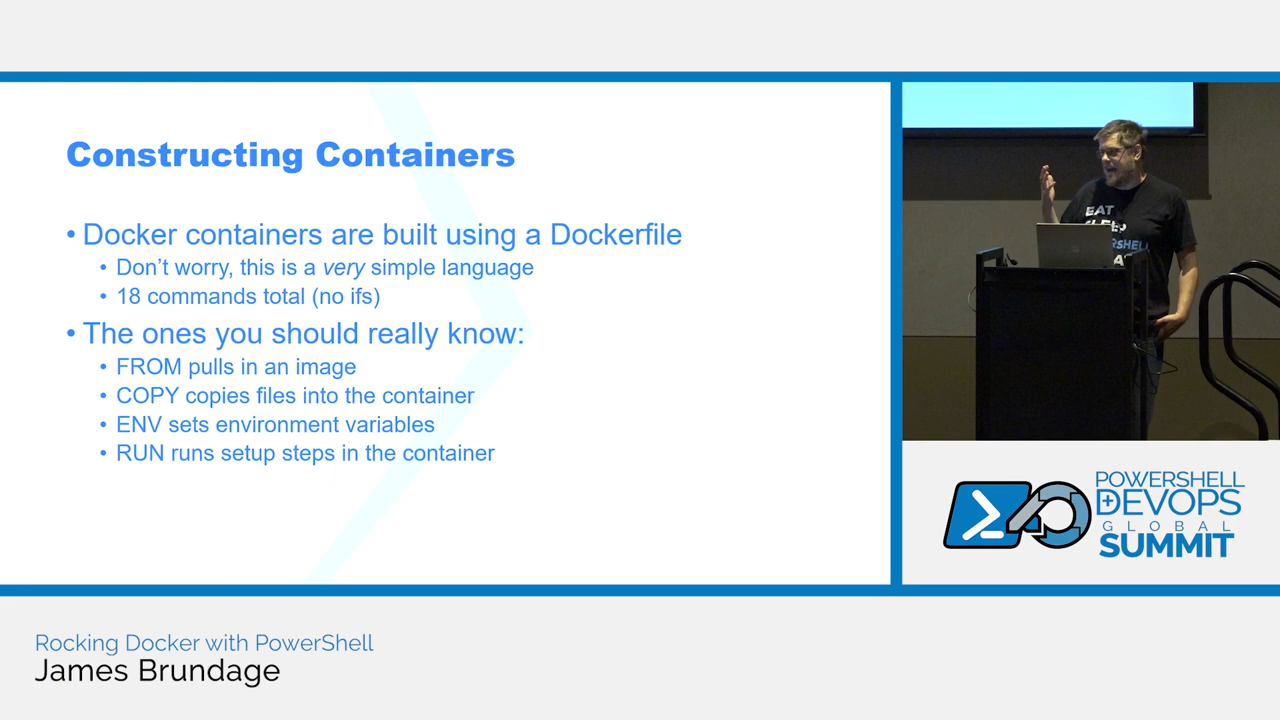 Constructing Containers
• Docker containers are built using a Dockerfile
• Don't worry, this is a very simple language
• 18 commands total (no ifs)
• The ones you should really know:
• FROM pulls in an image
• COPY copies files into the container
• ENV sets environment variables
• RUN runs setup steps in the container
EAT
POWERSHELL
+DEVOPS
GLOBAL
SUMMIT
Rocking Docker with PowerShell
James Brundage